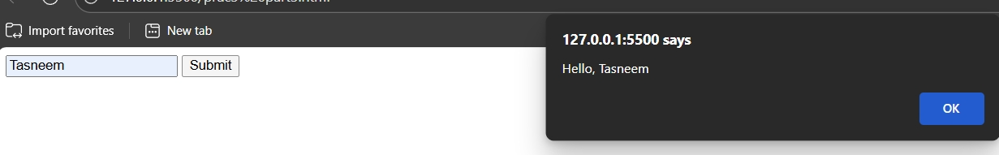 Import favorites
New tab
Tasneem
Submit
127.0.0.1:5500 says
Hello, Tasneem
OK